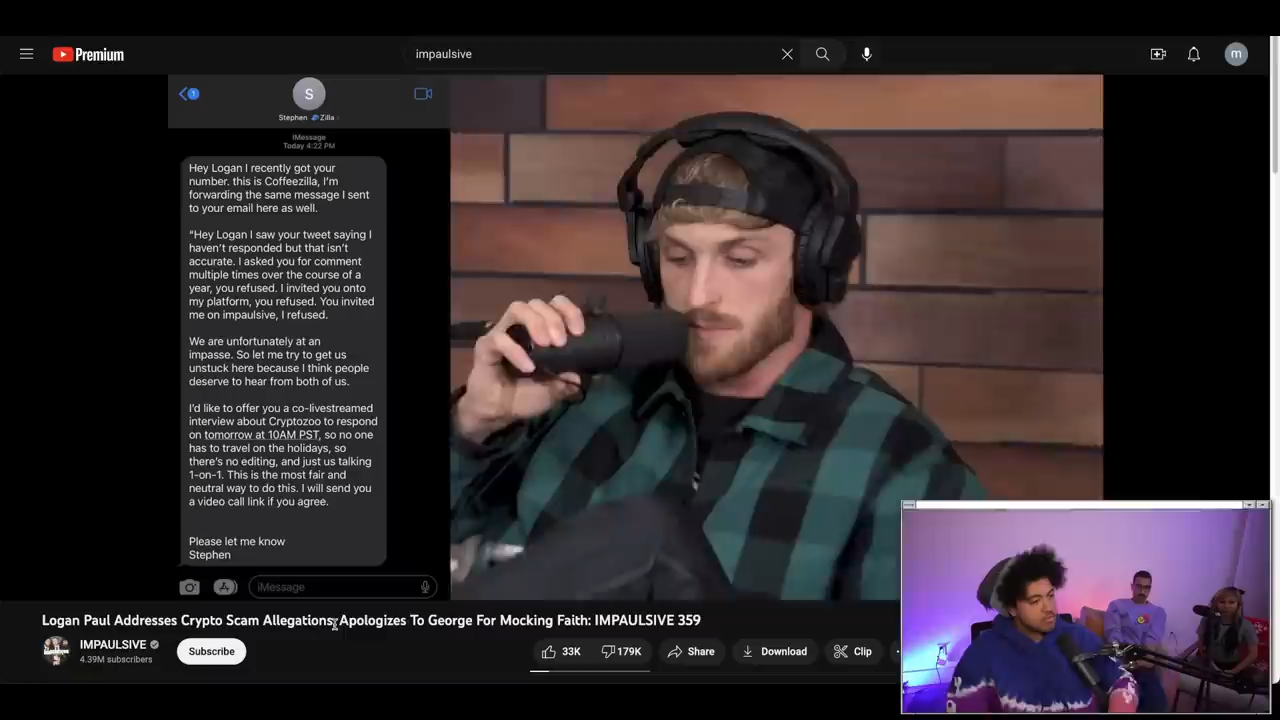 Premium
impaulsive
m
1
S
Stephen Zilla
iMessage
Today 4:22 PM
Hey Logan I recently got your
number. this is Coffeezilla, I'm
forwarding the same message I sent
to your email here as well.
“Hey Logan I saw your tweet saying I
haven't responded but that isn't
accurate. I asked you for comment
multiple times over the course of a
year, you refused. I invited you onto
my platform, you refused. You invited
me on impaulsive, I refused.
We are unfortunately at an
impasse. So let me try to get us
unstuck here because I think people
deserve to hear from both of us.
I'd like to offer you a co-livestreamed
interview about Cryptozoo to respond
on tomorrow at 10AM PST, so no one
has to travel on the holidays, so
there's no editing, and just us talking
1-on-1. This is the most fair and
neutral way to do this. I will send you
a video call link if you agree.
Please let me know
Stephen
iMessage
Logan Paul Addresses Crypto Scam Allegations, Apologizes To George For Mocking Faith: IMPAULSIVE 359
IMPAULSIVE
4.39M subscribers
Subscribe
33K
179K
Share
Download
Clip